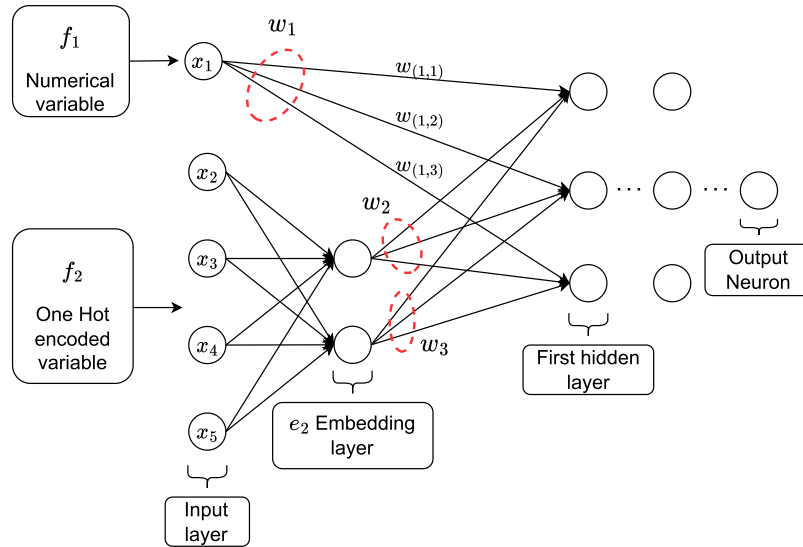 f₁
Numerical
variable
x₁
w₁
w₍₁,₁₎
w₍₁,₂₎
w₍₁,₃₎
x₂
w₂
x₃
x₄
x₅
f₂
One Hot
encoded
variable
w₃
...
...
Output
Neuron
First hidden
layer
e₂ Embedding
layer
Input
layer